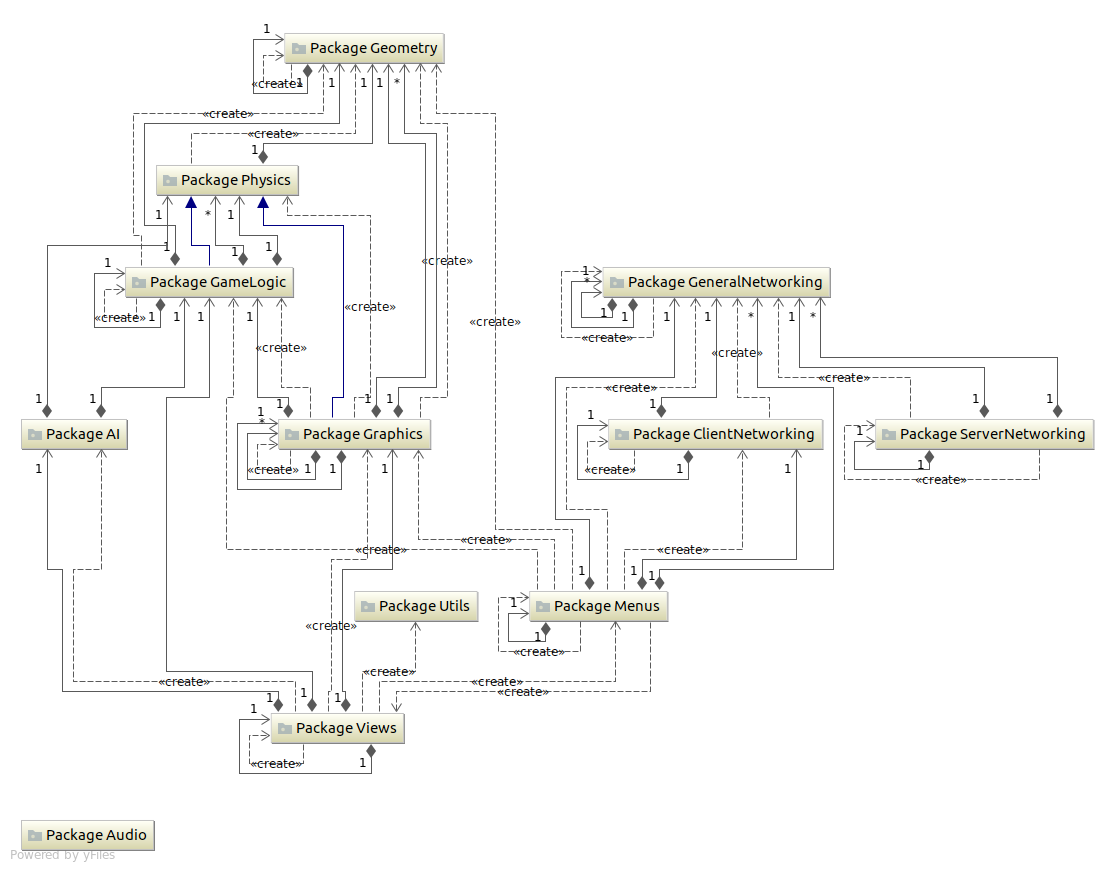 1
Package Geometry
«create»
1
1
1
1
*
«create»
«create»
1
Package Physics
1
*
1
1
1
1
«create»
1
Package GameLogic
1
Package GeneralNetworking
*
«create»
1
1
1
«create»
1
1
«create»
1
1
*
1
*
«create»
«create»
«create»
«create»
«create»
1
1
1
1
1
1
1
1
1
*
1
1
Package AI
Package Graphics
Package ClientNetworking
1
Package ServerNetworking
1
«create»
1
1
1
«create»
1
1
1
«create»
«create»
«create»
«create»
1
1
1
Package Utils
1
Package Menus
«create»
1
«create»
«create»
«create»
«create»
«create»
1
1
1
1
Package Views
«create»
1
Package Audio
Powered by yFiles